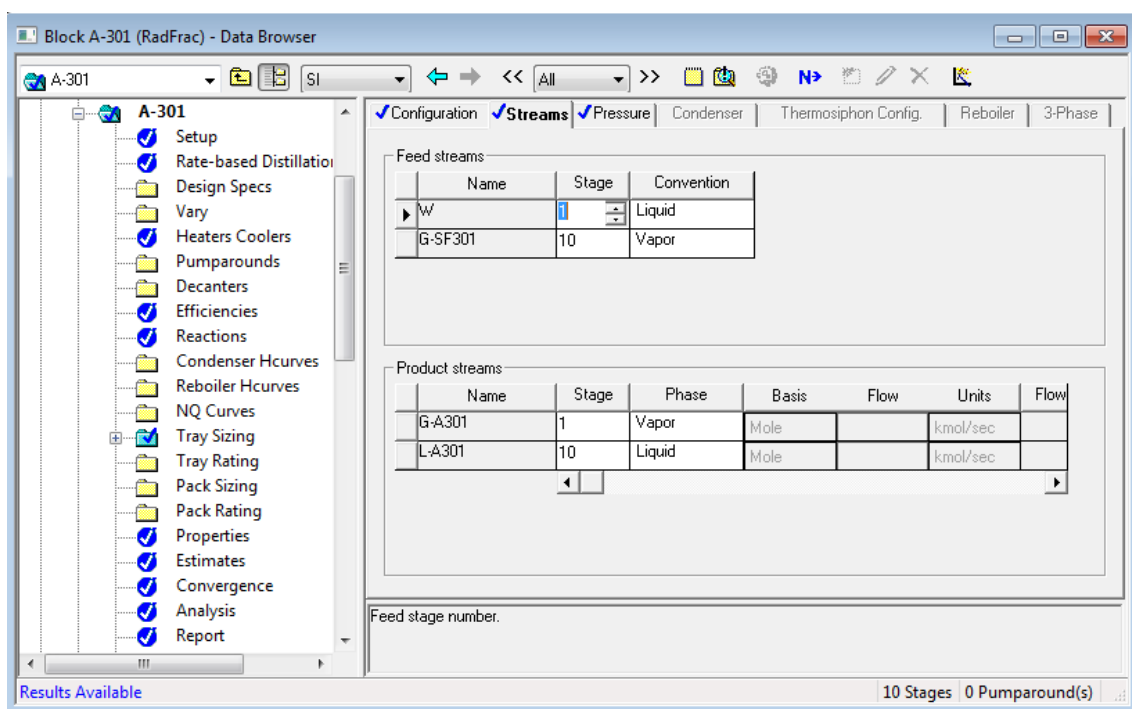 Block A-301 (RadFrac) - Data Browser
A-301 SI << All >> N
A-301
Setup
Rate-based Distillation
Design Specs
Vary
Heaters Coolers
Pumparounds
Decanters
Efficiencies
Reactions
Condenser Hcurves
Reboiler Hcurves
NQ Curves
Tray Sizing
Tray Rating
Pack Sizing
Pack Rating
Properties
Estimates
Convergence
Analysis
Report
Configuration Streams Pressure Condenser Thermosiphon Config. Reboiler 3-Phase
Feed streams
Name Stage Convention
W 1 Liquid
G-SF301 10 Vapor
Product streams
Name Stage Phase Basis Flow Units Flow
G-A301 1 Vapor Mole kmol/sec
L-A301 10 Liquid Mole kmol/sec
Feed stage number.
Results Available 10 Stages 0 Pumparound(s)